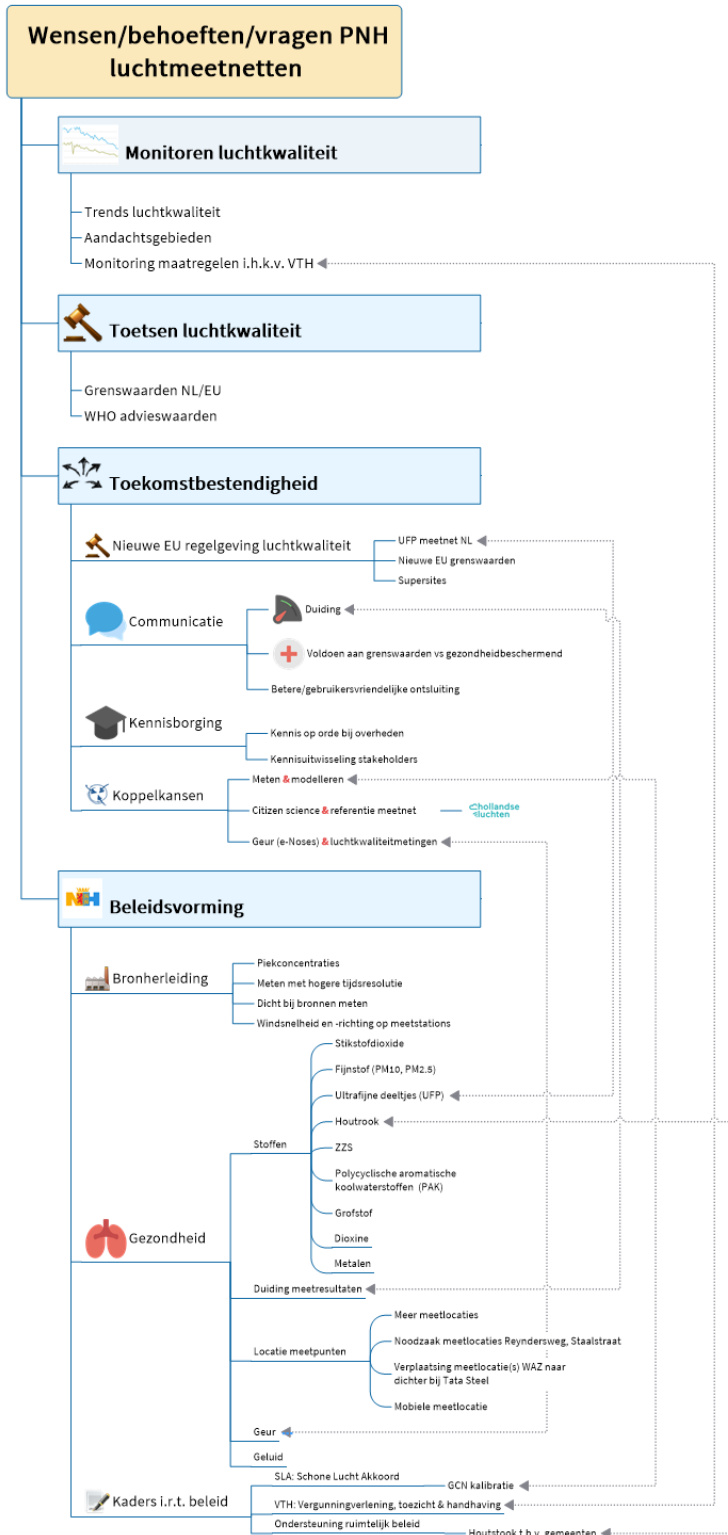 Wensen/behoeften/vragen PNH
luchtmeetnetten
Monitoren luchtkwaliteit
Trends luchtkwaliteit
Aandachtsgebieden
Monitoring maatregelen i.h.k.v. VTH
Toetsen luchtkwaliteit
Grenswaarden NL/EU
WHO advieswaarden
Toekomstbestendigheid
Nieuwe EU regelgeving luchtkwaliteit
UFP meetnet NL
Nieuwe EU grenswaarden
Supersites
Communicatie
Duiding
Voldoen aan grenswaarden vs gezondheidbeschermend
Betere/gebruikersvriendelijke ontsluiting
Kennisborging
Kennis op orde bij overheden
Kennisuitwisseling stakeholders
Koppelkansen
Meten & modelleren
Citizen science & referentie meetnet
hollandse
luchten
Geur (e-Noses) & luchtkwaliteitmetingen
NH
Beleidsvorming
Bronherleiding
Piekconcentraties
Meten met hogere tijdsresolutie
Dicht bij bronnen meten
Windsnelheid en -richting op meetstations
Gezondheid
Stoffen
Stikstofdioxide
Fijnstof (PM10, PM2.5)
Ultrafijne deeltjes (UFP)
Houtrook
ZZS
Polycyclische aromatische
koolwaterstoffen (PAK)
Grofstof
Dioxine
Metalen
Duiding meetresultaten
Locatie meetpunten
Meer meetlocaties
Noodzaak meetlocaties Reyndersweg, Staalstraat
Verplaatsing meetlocatie(s) WAZ naar
dichter bij Tata Steel
Mobiele meetlocatie
Geur
Geluid
Kaders i.r.t. beleid
SLA: Schone Lucht Akkoord
GCN kalibratie
VTH: Vergunningverlening, toezicht & handhaving
Ondersteuning ruimtelijk beleid
Houtstook t.b.v. gemeenten